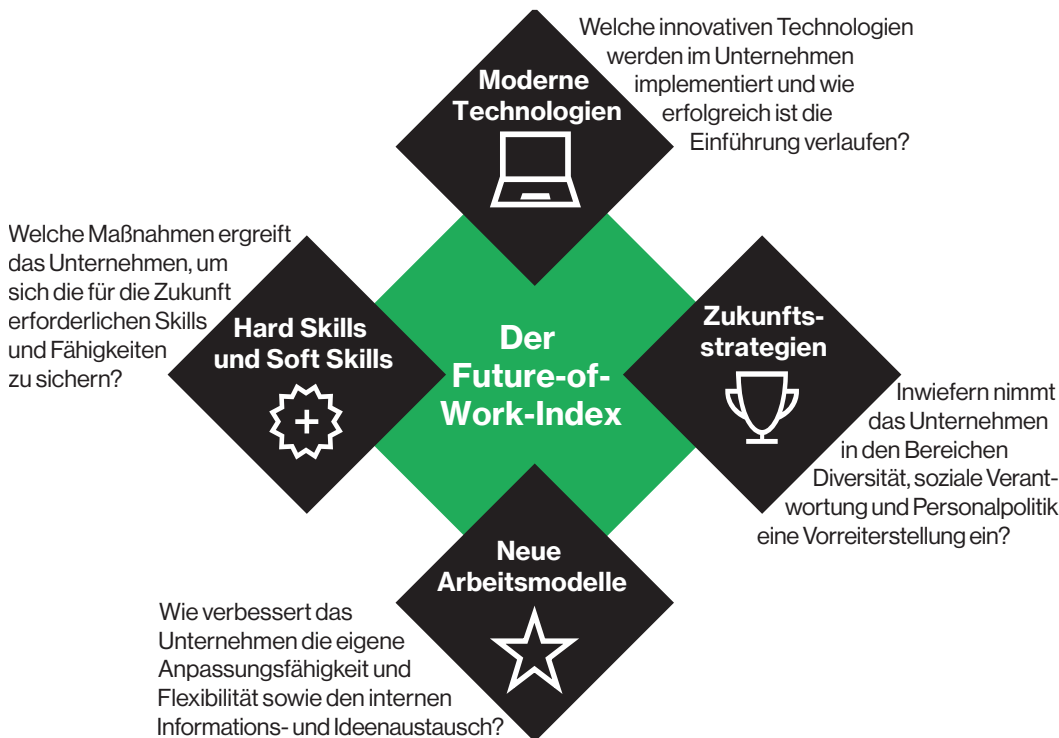 Welche innovativen Technologien
werden im Unternehmen
implementiert und wie
erfolgreich ist die
Einführung verlaufen?
Moderne
Technologien
Welche Maßnahmen ergreift
das Unternehmen, um
sich die für die Zukunft
erforderlichen Skills
und Fähigkeiten
zu sichern?
Hard Skills
und Soft Skills
Der
Future-of-
Work-Index
Zukunfts-
strategien
Inwiefern nimmt
das Unternehmen
in den Bereichen
Diversität, soziale Verant-
wortung und Personalpolitik
eine Vorreiterstellung ein?
Neue
Arbeitsmodelle
Wie verbessert das
Unternehmen die eigene
Anpassungsfähigkeit und
Flexibilität sowie den internen
Informations- und Ideenaustausch?